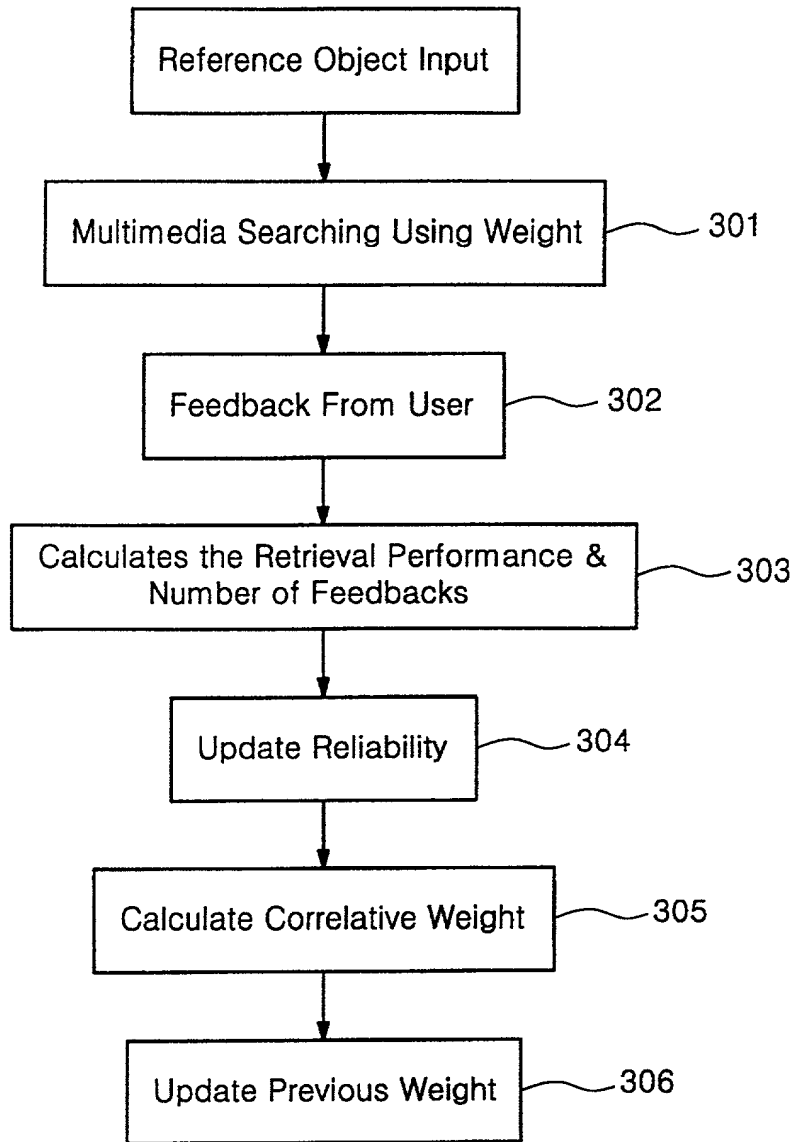 Reference Object Input
Multimedia Searching Using Weight
301
Feedback From User
302
Calculates the Retrieval Performance &
Number of Feedbacks
303
Update Reliability
304
Calculate Correlative Weight
305
Update Previous Weight
306